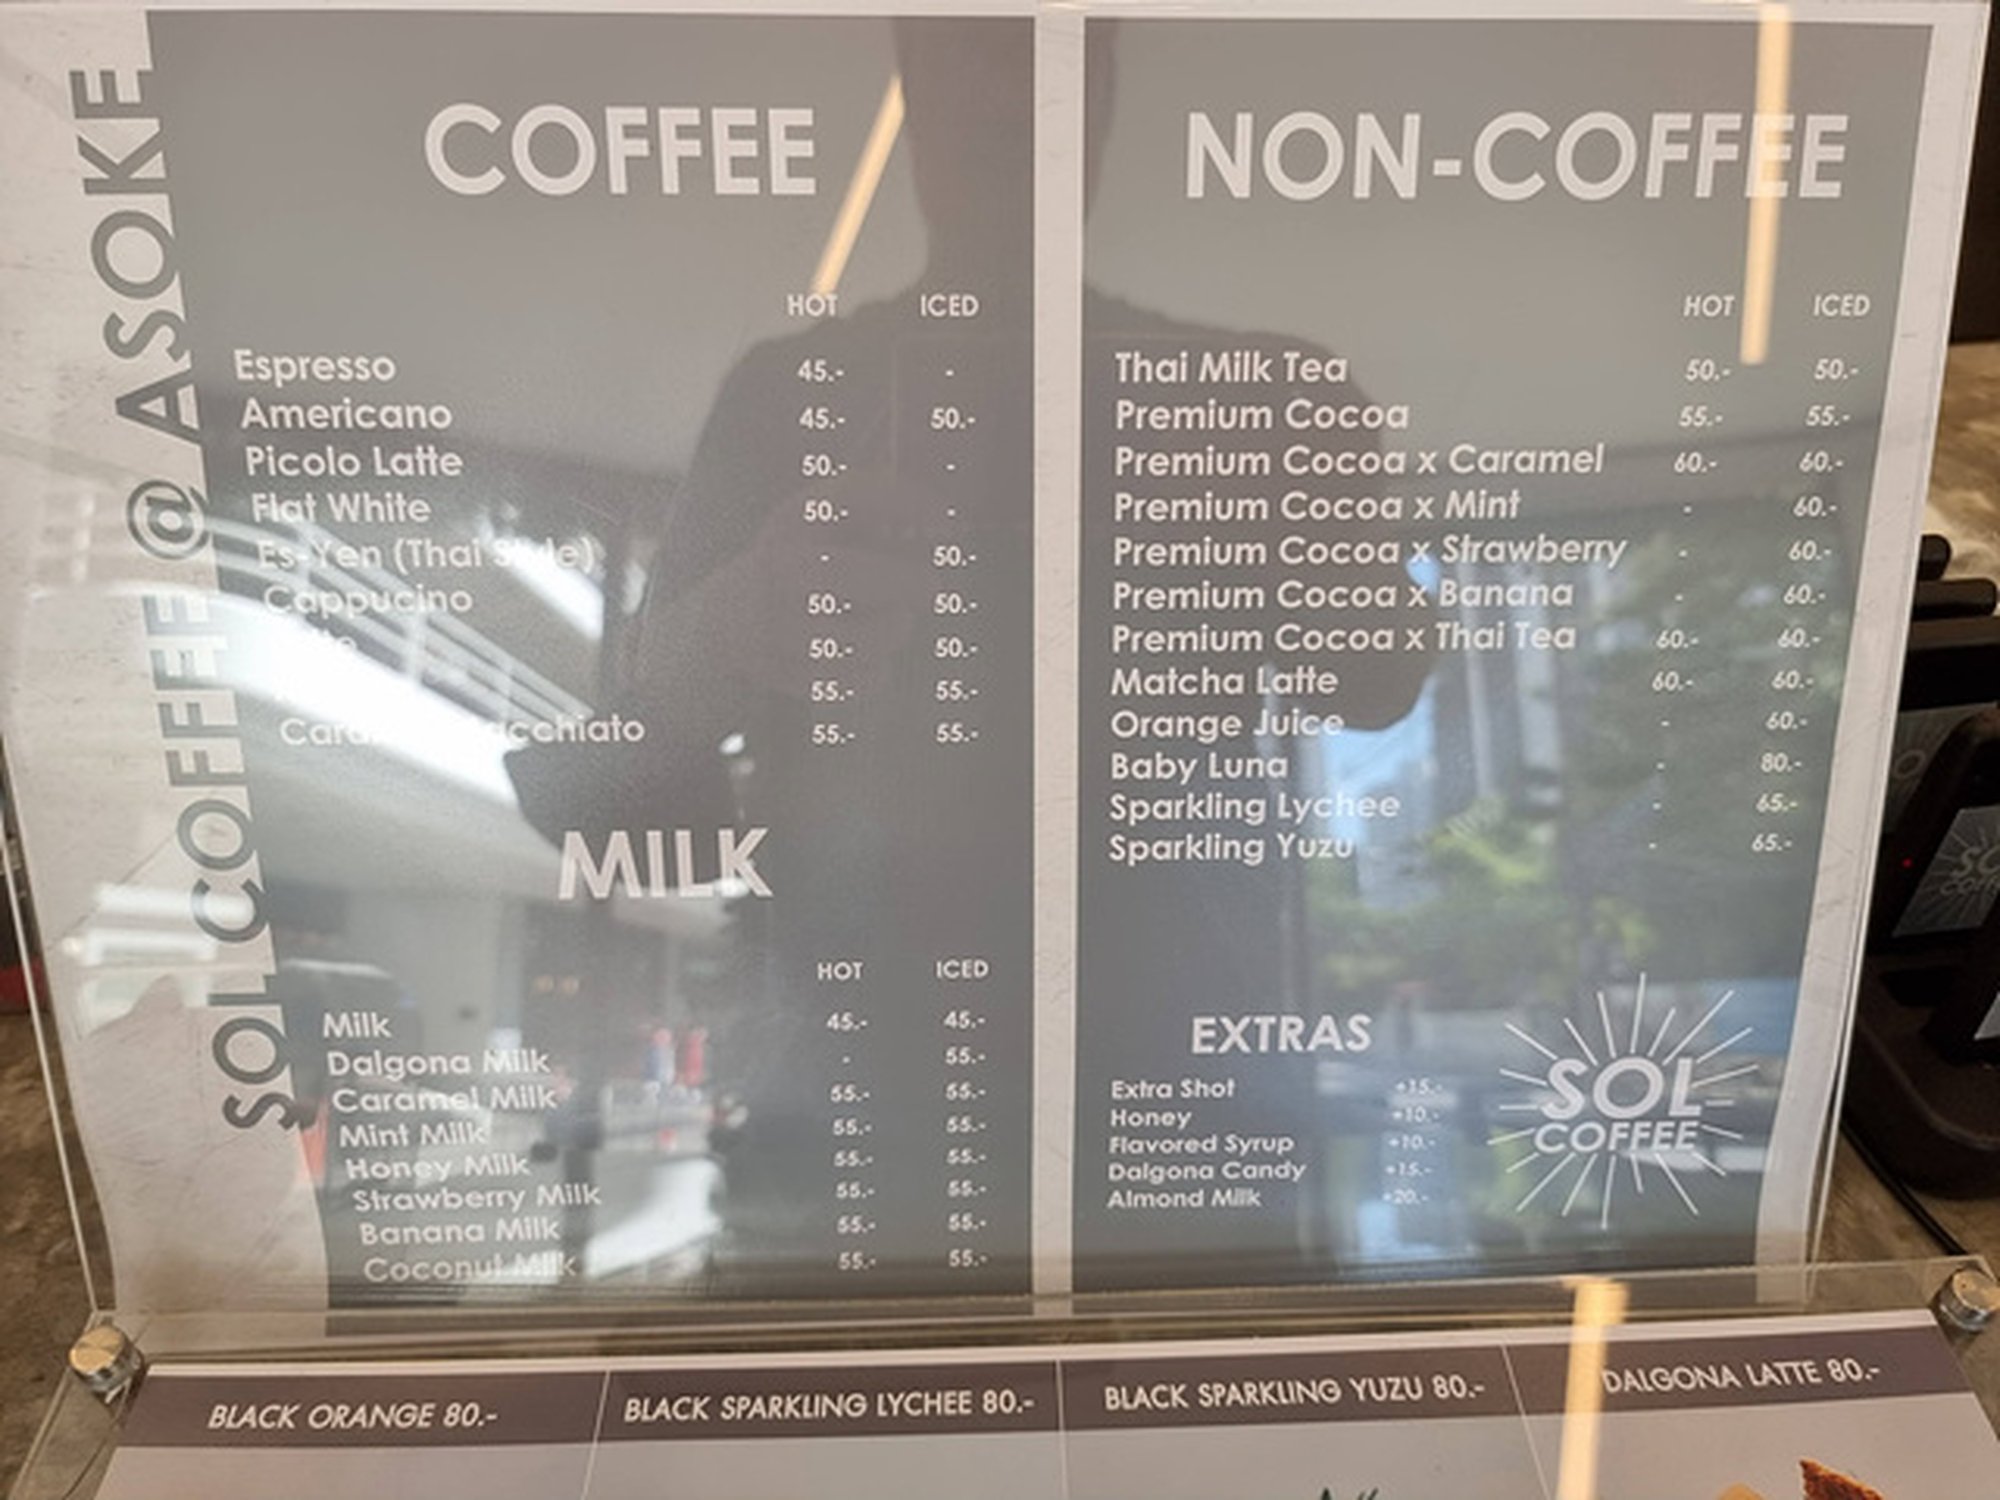 SOL COFFEE @ ASOKE
COFFEE
HOT ICED
Espresso 45.- -
Americano 45.- 50.-
Picolo Latte 50.- -
Flat White 50.- -
Es-Yen (Thai Style) - 50.-
Cappucino 50.- 50.-
50.- 50.-
55.- 55.-
55.- 55.-
MILK
HOT ICED
Milk 45.- 45.-
Dalgona Milk - 55.-
Caramel Milk 55.- 55.-
Mint Milk 55.- 55.-
Honey Milk 55.- 55.-
Strawberry Milk 55.- 55.-
Banana Milk 55.- 55.-
Coconut Milk 55.- 55.-
NON-COFFEE
HOT ICED
Thai Milk Tea 50.- 50.-
Premium Cocoa 55.- 55.-
Premium Cocoa x Caramel 60.- 60.-
Premium Cocoa x Mint - 60.-
Premium Cocoa x Strawberry - 60.-
Premium Cocoa x Banana - 60.-
Premium Cocoa x Thai Tea 60.- 60.-
Matcha Latte 60.- 60.-
Orange Juice - 60.-
Baby Luna - 80.-
Sparkling Lychee - 65.-
Sparkling Yuzu - 65.-
EXTRAS
Extra Shot +15.-
Honey +10.-
Flavored Syrup +10.-
Dalgona Candy +15.-
Almond Milk +20.-
SOL
COFFEE
BLACK ORANGE 80.-
BLACK SPARKLING LYCHEE 80.-
BLACK SPARKLING YUZU 80.-
DALGONA LATTE 80.-